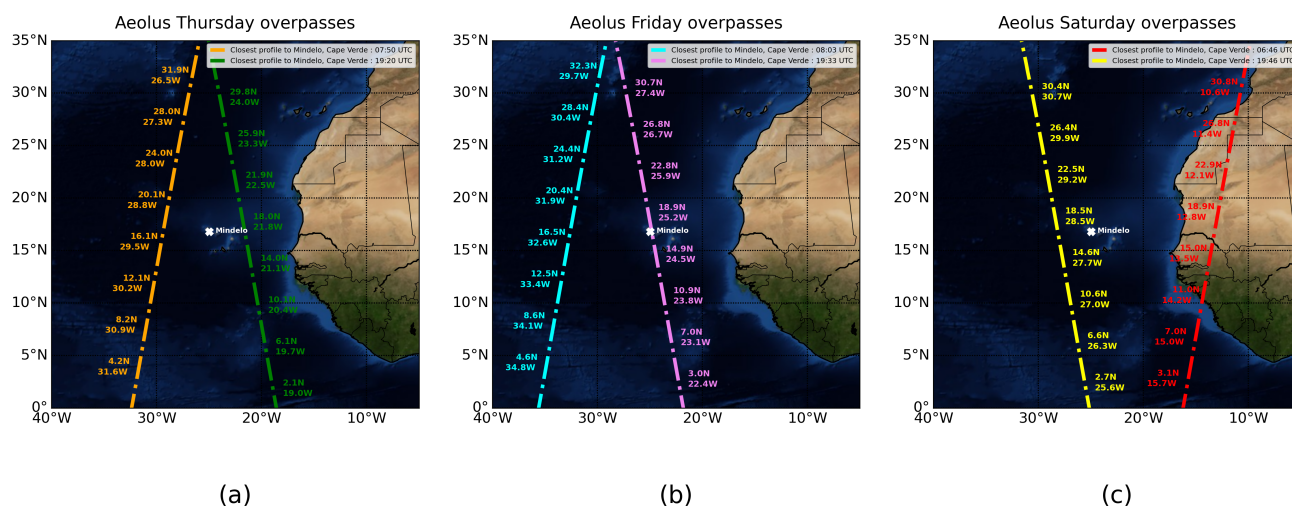 Aeolus Thursday overpasses
35°N
30°N
25°N
20°N
15°N
10°N
5°N
0°
40°W
30°W
20°W
10°W
Closest profile to Mindelo, Cape Verde : 07:50 UTC
Closest profile to Mindelo, Cape Verde : 19:20 UTC
31.9N
26.5W
28.0N
27.3W
24.0N
28.0W
20.1N
28.8W
16.1N
29.5W
12.1N
30.2W
8.2N
30.9W
4.2N
31.6W
29.8N
24.0W
25.9N
23.3W
21.9N
22.5W
18.0N
21.8W
14.0N
21.1W
20.4W
6.1N
19.7W
2.1N
19.0W
Mindelo
(a)
Aeolus Friday overpasses
35°N
30°N
25°N
20°N
15°N
10°N
5°N
0°
40°W
30°W
20°W
10°W
Closest profile to Mindelo, Cape Verde : 08:03 UTC
Closest profile to Mindelo, Cape Verde : 19:33 UTC
32.3N
29.7W
28.4N
30.4W
24.4N
31.2W
20.4N
31.9W
16.5N
32.6W
12.5N
33.4W
8.6N
34.1W
4.6N
34.8W
30.7N
27.4W
26.8N
26.7W
22.8N
25.9W
18.9N
25.2W
14.9N
24.5W
10.9N
23.8W
7.0N
23.1W
3.0N
22.4W
Mindelo
(b)
Aeolus Saturday overpasses
35°N
30°N
25°N
20°N
15°N
10°N
5°N
0°
40°W
30°W
20°W
10°W
Closest profile to Mindelo, Cape Verde : 06:46 UTC
Closest profile to Mindelo, Cape Verde : 19:46 UTC
30.4N
30.7W
26.4N
29.9W
22.5N
29.2W
18.5N
28.5W
14.6N
27.7W
10.6N
27.0W
6.6N
26.3W
2.7N
25.6W
30.8N
10.6W
22.9N
12.1W
18.9N
15.0N
11.0N
7.0N
15.0W
3.1N
15.7W
Mindelo
(c)